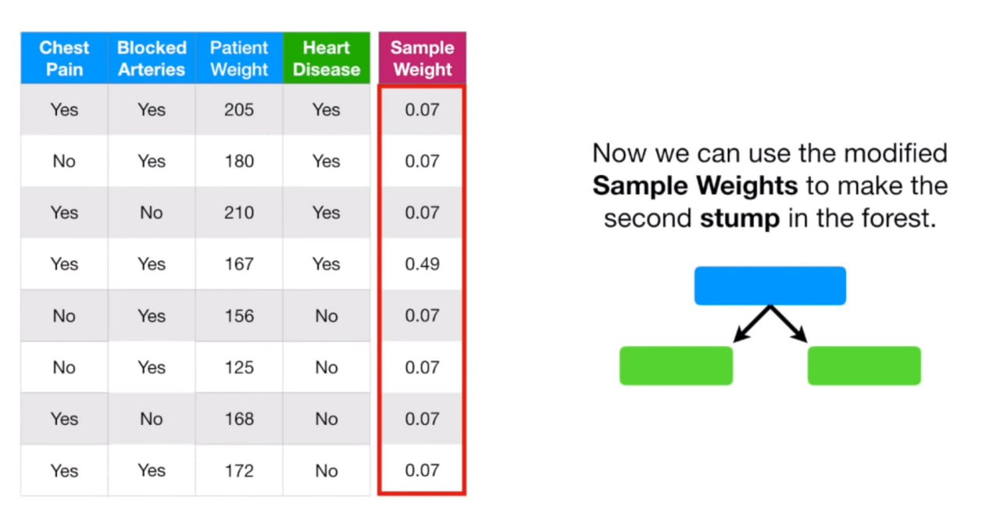 Chest Pain Blocked Arteries Patient Weight Heart Disease Sample Weight
Yes Yes 205 Yes 0.07
No Yes 180 Yes 0.07
Yes No 210 Yes 0.07
Yes Yes 167 Yes 0.49
No Yes 156 No 0.07
No Yes 125 No 0.07
Yes No 168 No 0.07
Yes Yes 172 No 0.07
Now we can use the modified
Sample Weights to make the
second stump in the forest.